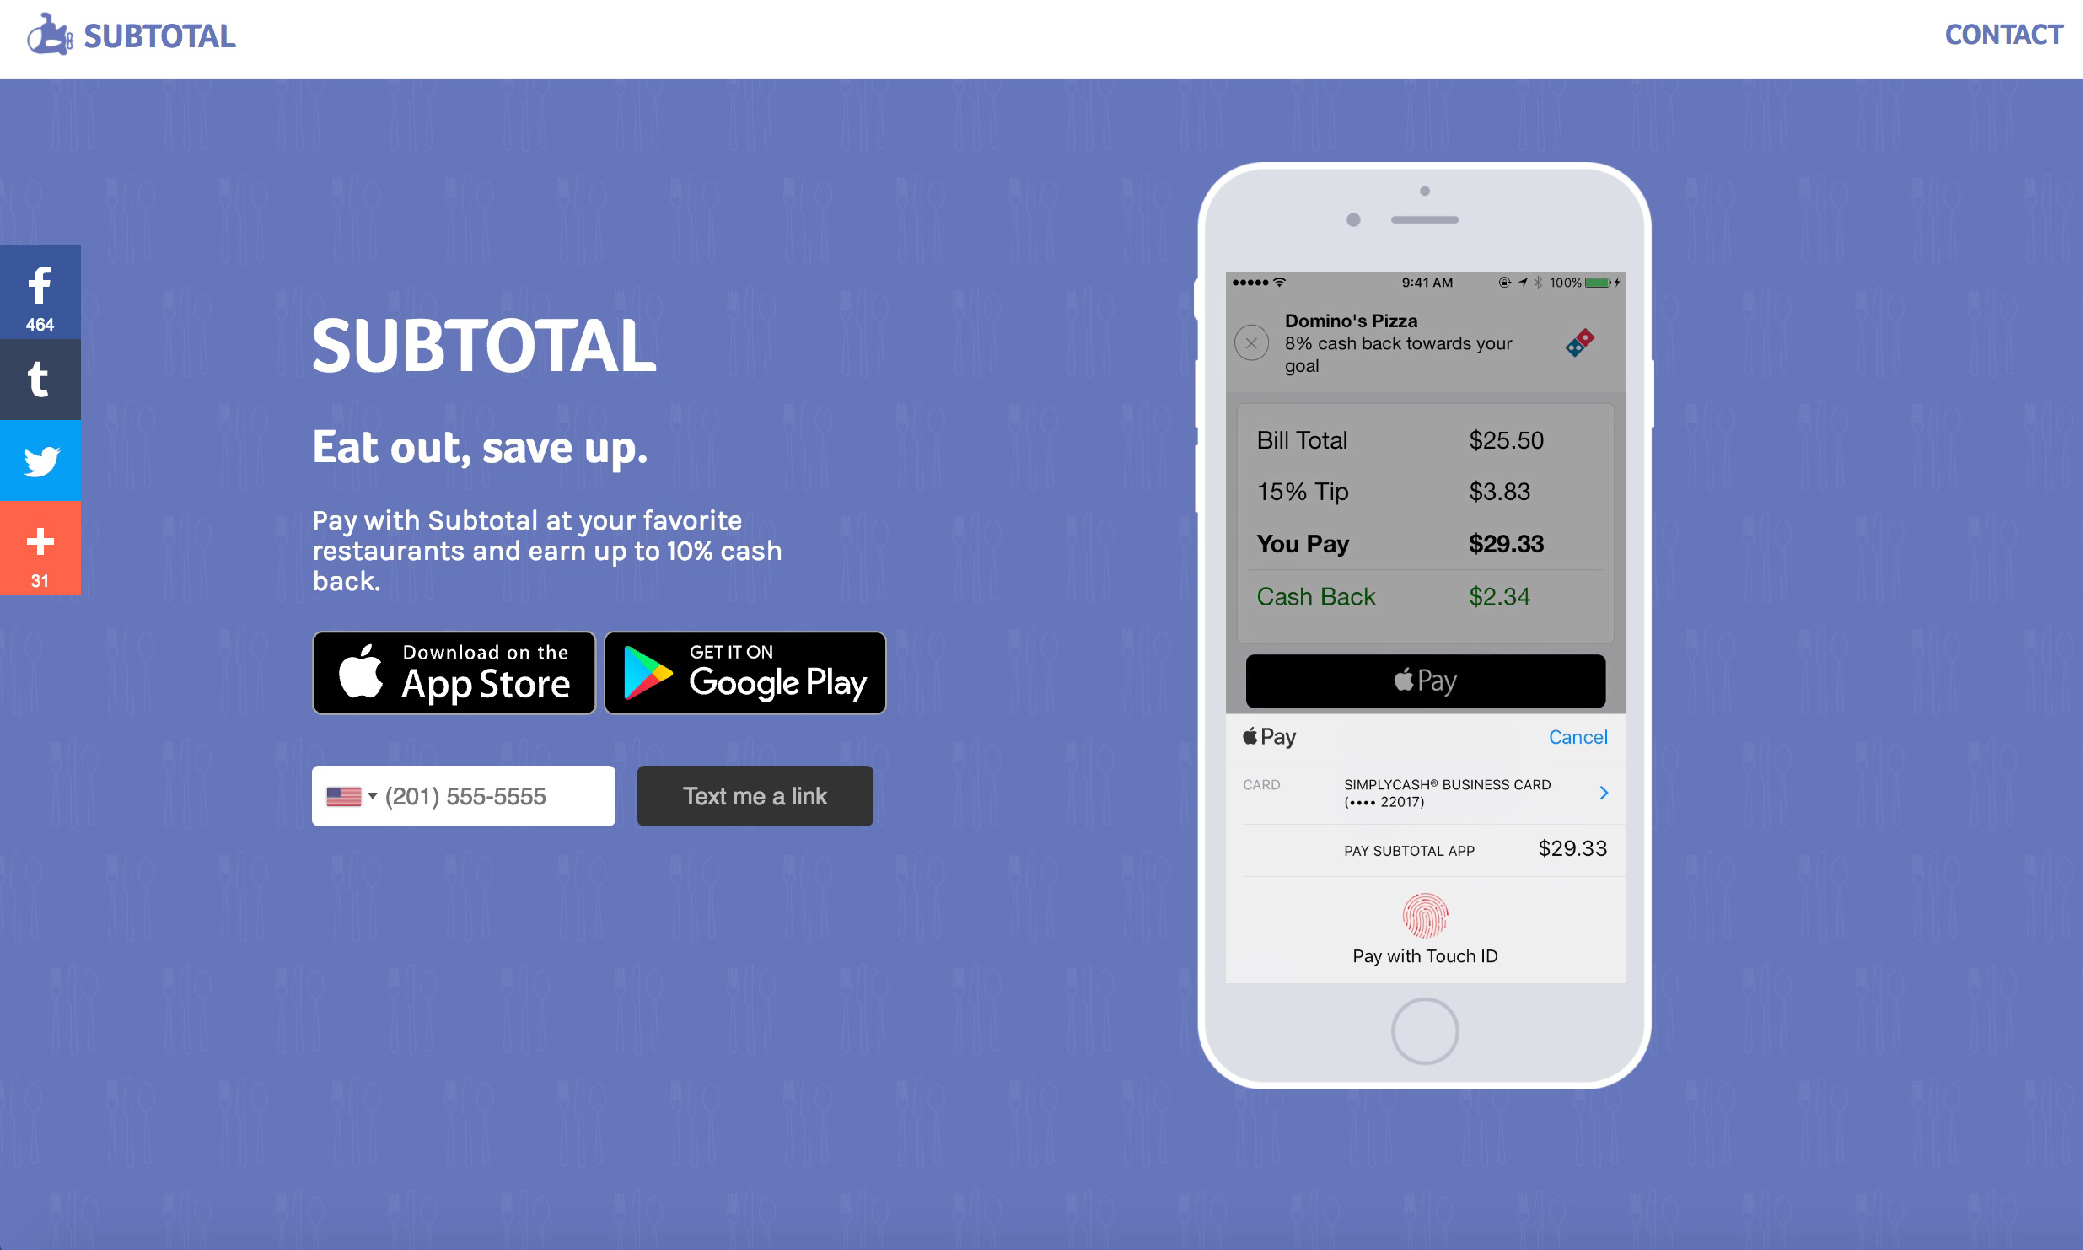 SUBTOTAL
CONTACT
464
31
SUBTOTAL
Eat out, save up.
Pay with Subtotal at your favorite
restaurants and earn up to 10% cash
back.
Download on the
App Store
GET IT ON
Google Play
(201) 555-5555
Text me a link
9:41 AM
100%
Domino's Pizza
8% cash back towards your
goal
Bill Total $25.50
15% Tip $3.83
You Pay $29.33
Cash Back $2.34
Pay
Pay
Cancel
CARD
SIMPLYCASH® BUSINESS CARD
(•••• 22017)
PAY SUBTOTAL APP $29.33
Pay with Touch ID